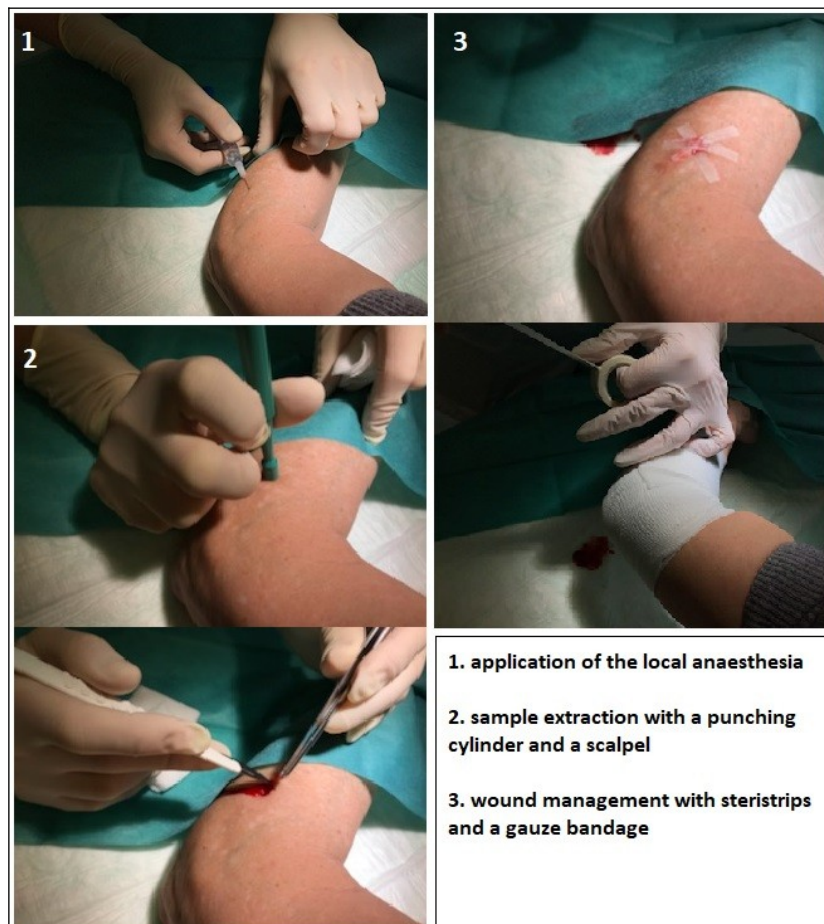 1
3
2
1. application of the local anaesthesia
2. sample extraction with a punching
cylinder and a scalpel
3. wound management with steristrips
and a gauze bandage